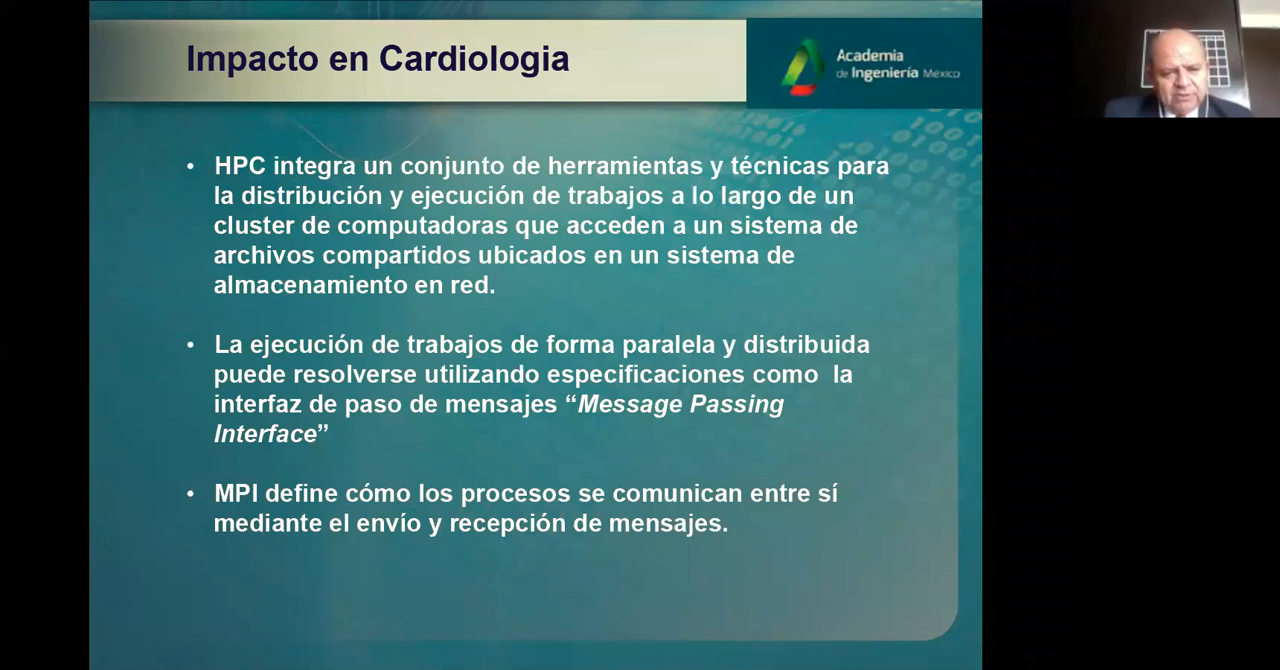 Impacto en Cardiologia
Academia
de Ingeniería México
• HPC integra un conjunto de herramientas y técnicas para
la distribución y ejecución de trabajos a lo largo de un
cluster de computadoras que acceden a un sistema de
archivos compartidos ubicados en un sistema de
almacenamiento en red.
• La ejecución de trabajos de forma paralela y distribuida
puede resolverse utilizando especificaciones como  la
interfaz de paso de mensajes “Message Passing
Interface”
• MPI define cómo los procesos se comunican entre sí
mediante el envío y recepción de mensajes.